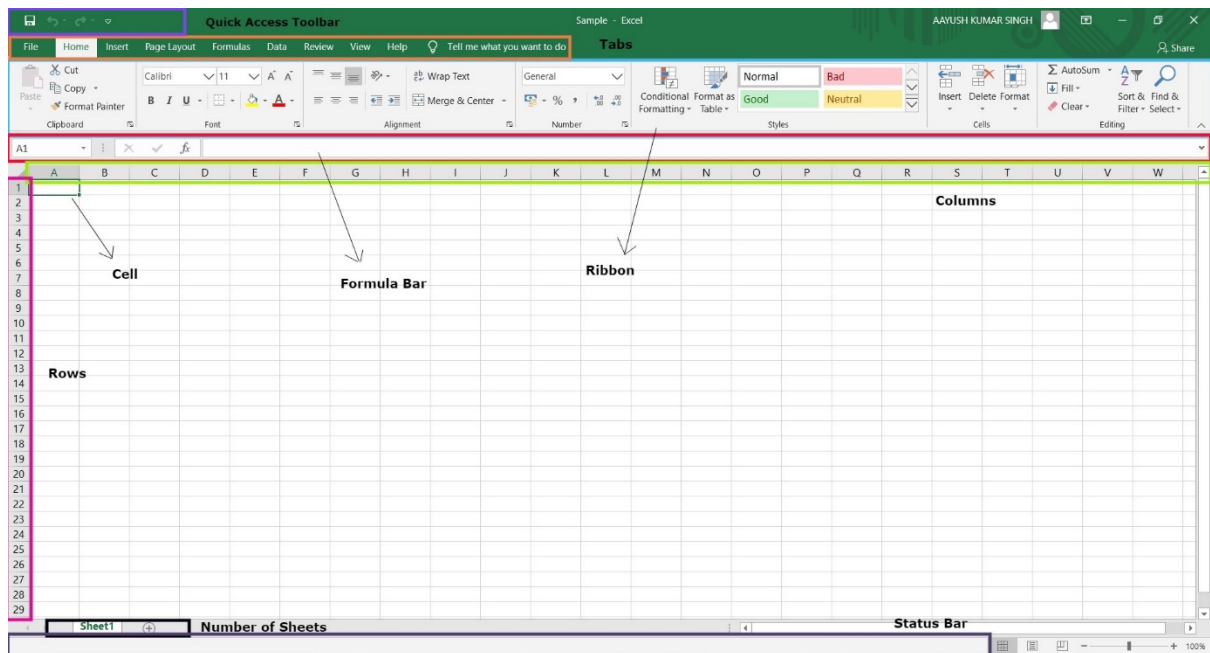 Quick Access Toolbar
Sample - Excel
AAYUSH KUMAR SINGH
File Home Insert Page Layout Formulas Data Review View Help Tell me what you want to do
Tabs
Share
Paste
Cut
Copy
Format Painter
Clipboard
Calibri 11 A A
B I U A
Font
ab Wrap Text
Merge & Center
Alignment
General
% ,
Number
Conditional Formatting
Format as Table
Normal Bad
Good Neutral
Styles
Insert Delete Format
Cells
AutoSum
Fill
Clear
Sort & Filter
Find & Select
Editing
A1 fx
A B C D E F G H I J K L M N O P Q R S T U V W
1
2
3
4
5
6
7
8
9
10
11
12
13
14
15
16
17
18
19
20
21
22
23
24
25
26
27
28
29
Columns
Cell
Formula Bar
Ribbon
Rows
Sheet1
Number of Sheets
Status Bar
100%